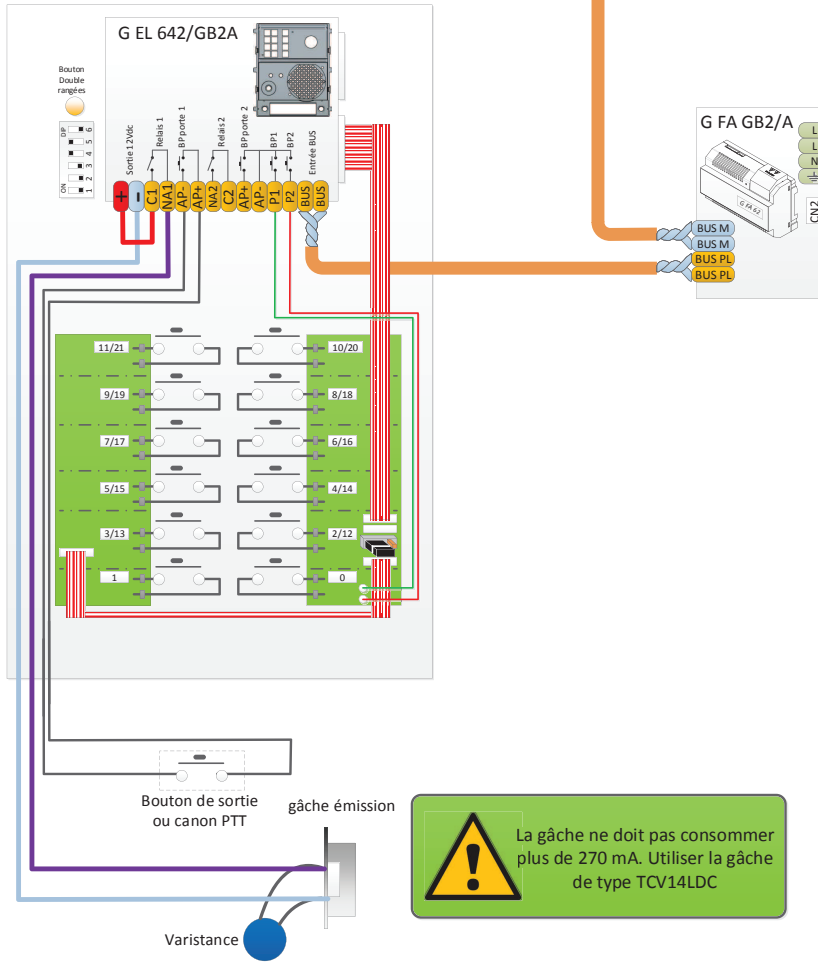 G EL 642/GB2A
Bouton
Double
rangées
DIP
ON
1 2 3 4 5 6
Sortie 12Vdc
Relais 1
BP porte 1
Relais 2
BP porte 2
BP1
BP2
Entrée BUS
+ - C1 NA1 AP- AP+ NA2 C2 AP+ AP- P1 P2 BUS BUS
G FA GB2/A
L
L
N
CN2
BUS M
BUS M
BUS PL
BUS PL
11/21 10/20
9/19 8/18
7/17 6/16
5/15 4/14
3/13 2/12
1 0
Bouton de sortie
ou canon PTT
gâche émission
Varistance
La gâche ne doit pas consommer
plus de 270 mA. Utiliser la gâche
de type TCV14LDC